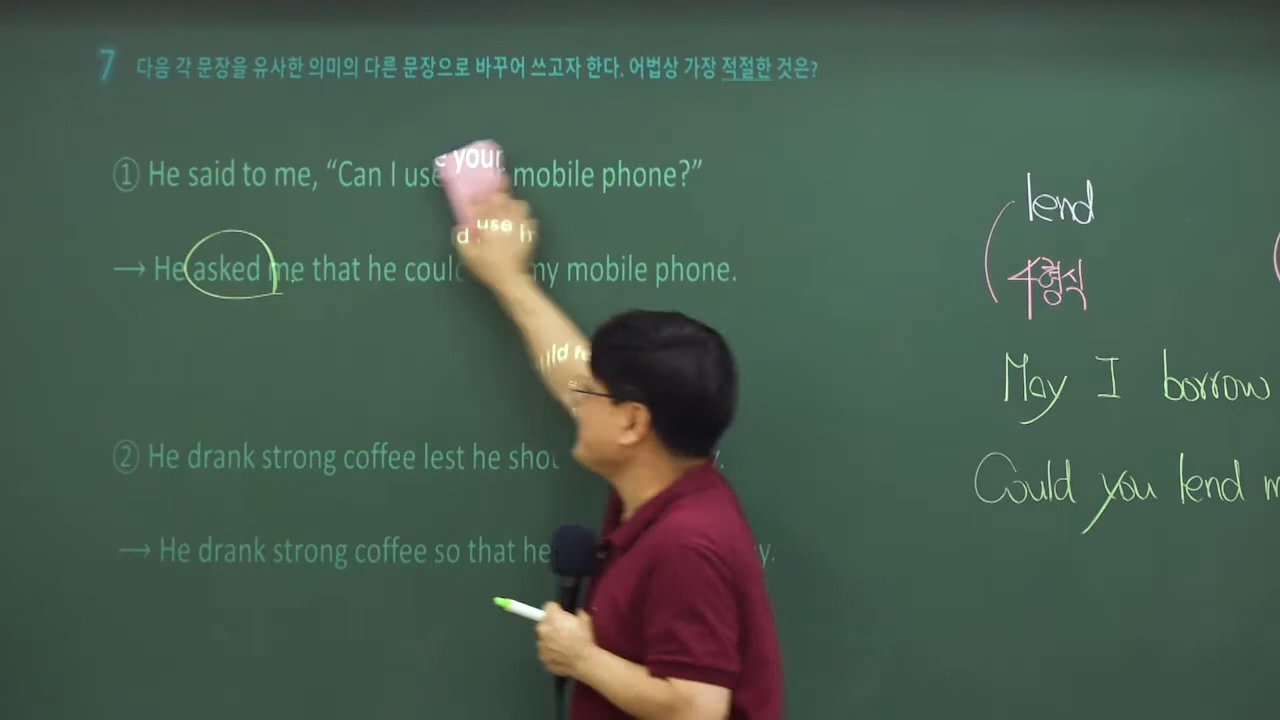 7 다음 각 문장을 유사한 의미의 다른 문장으로 바꾸어 쓰고자 한다. 어법상 가장 적절한 것은?
① He said to me, “Can I use your mobile phone?”
→ He asked me that he could use my mobile phone.
② He drank strong coffee lest he
→ He drank strong coffee so that he
lend
4형식
May I borrow
Could you lend